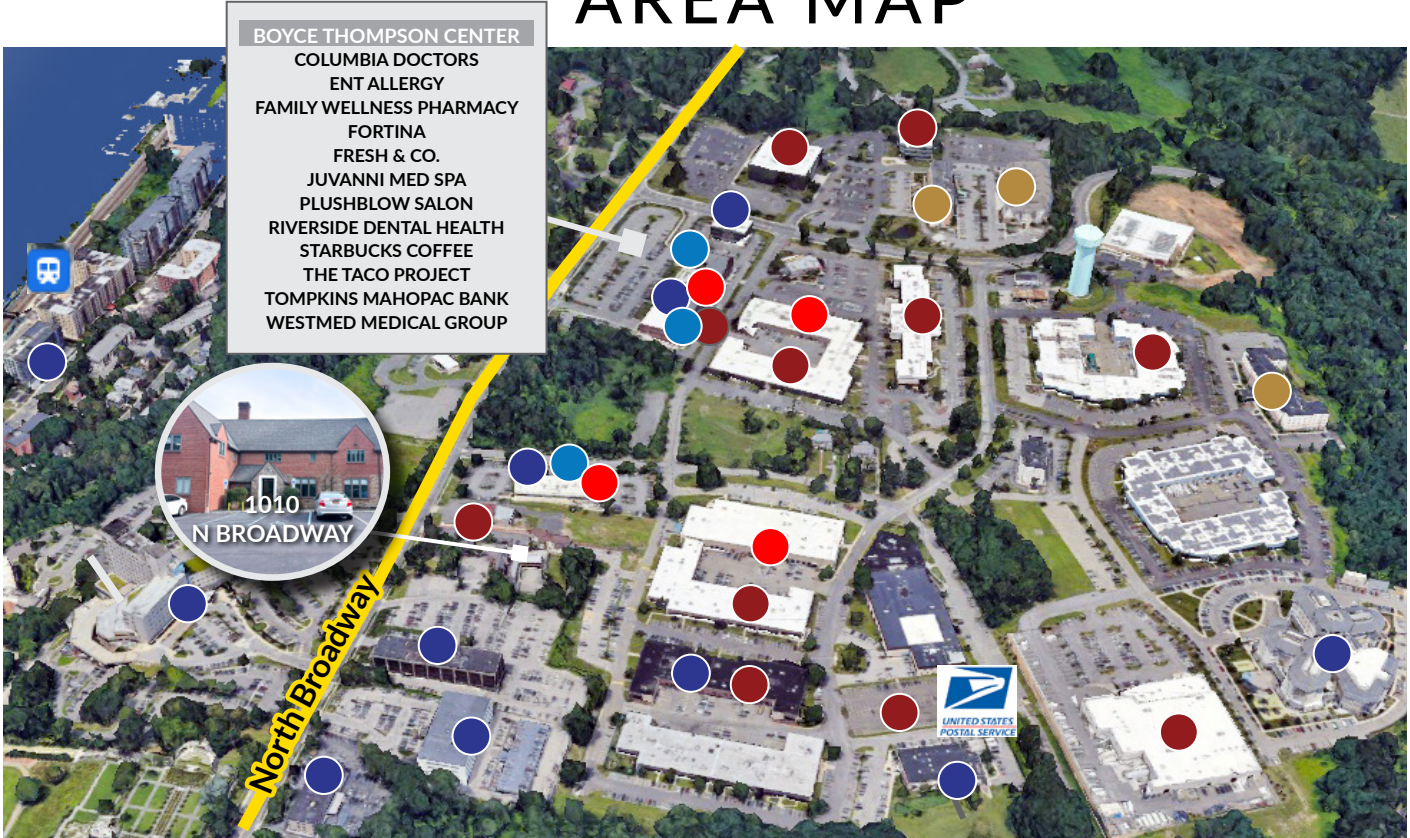 AREA MAP
BOYCE THOMPSON CENTER
COLUMBIA DOCTORS
ENT ALLERGY
FAMILY WELLNESS PHARMACY
FORTINA
FRESH & CO.
JUVANNI MED SPA
PLUSHBLOW SALON
RIVERSIDE DENTAL HEALTH
STARBUCKS COFFEE
THE TACO PROJECT
TOMPKINS MAHOPAC BANK
WESTMED MEDICAL GROUP
1010
N BROADWAY
North Broadway
UNITED STATES
POSTAL SERVICE